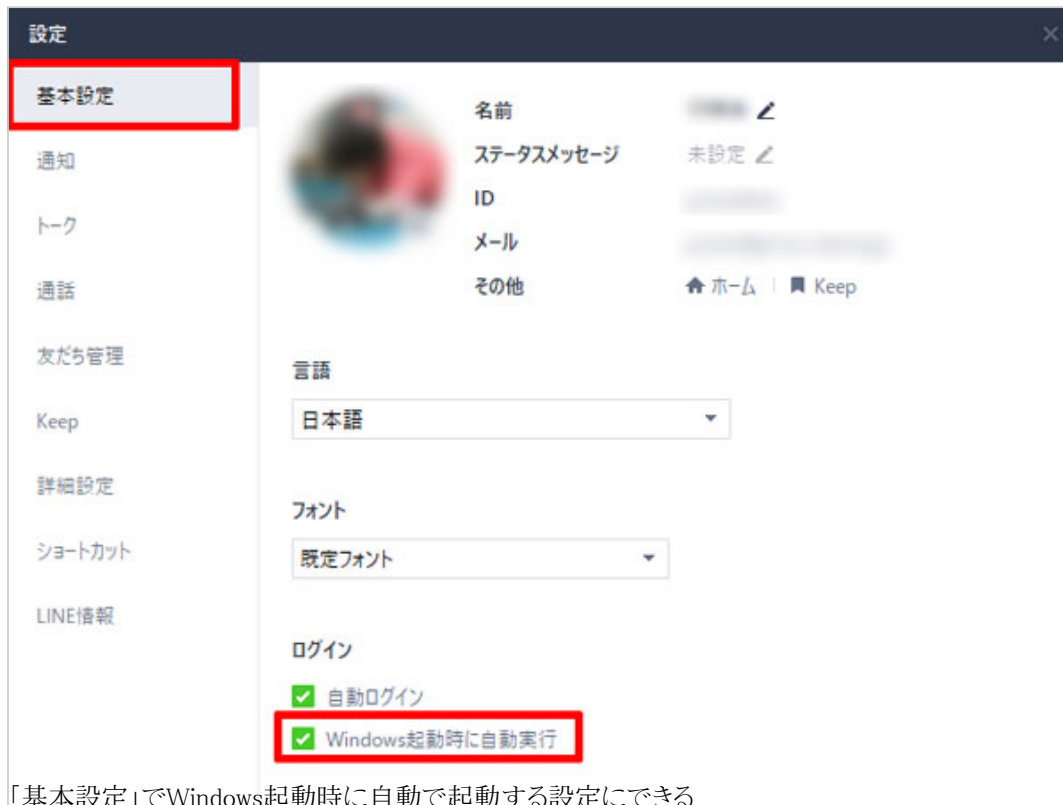 設定
基本設定
通知
トーク
通話
友だち管理
Keep
詳細設定
ショートカット
LINE情報
名前
ステータスメッセージ 未設定
ID
メール
その他 ホーム | Keep
言語
日本語
フォント
既定フォント
ログイン
自動ログイン
Windows起動時に自動実行
「基本設定」でWindows起動時に自動で起動する設定にできる